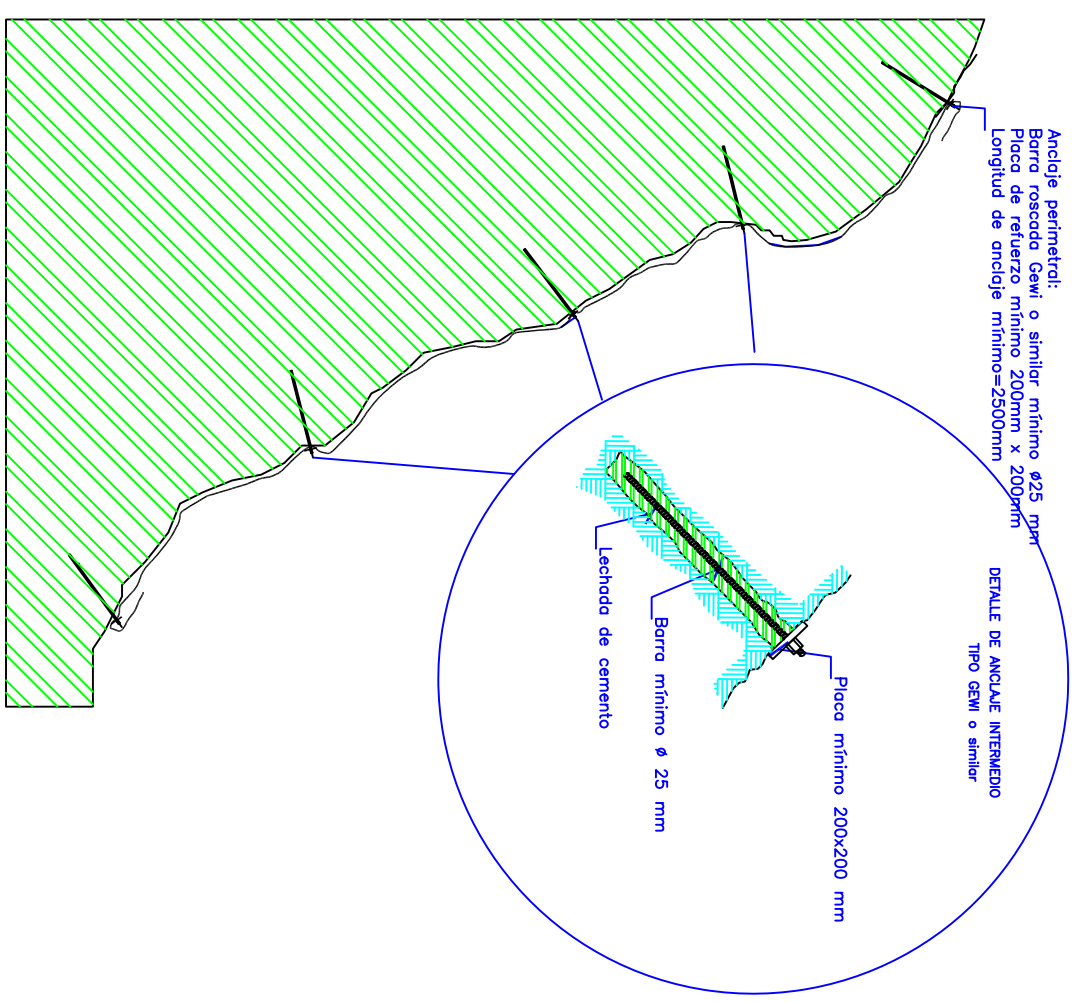 Anclaje perimetral:
Barra roscada Gewi o similar mínimo ø25 mm
Placa de refuerzo mínimo 200mm x 200mm
Longitud de anclaje mínimo=2500mm
DETALLE DE ANCLAJE INTERMEDIO
TIPO GEWI o similar
Placa mínimo 200x200 mm
Barra mínimo ø 25 mm
Lechada de cemento